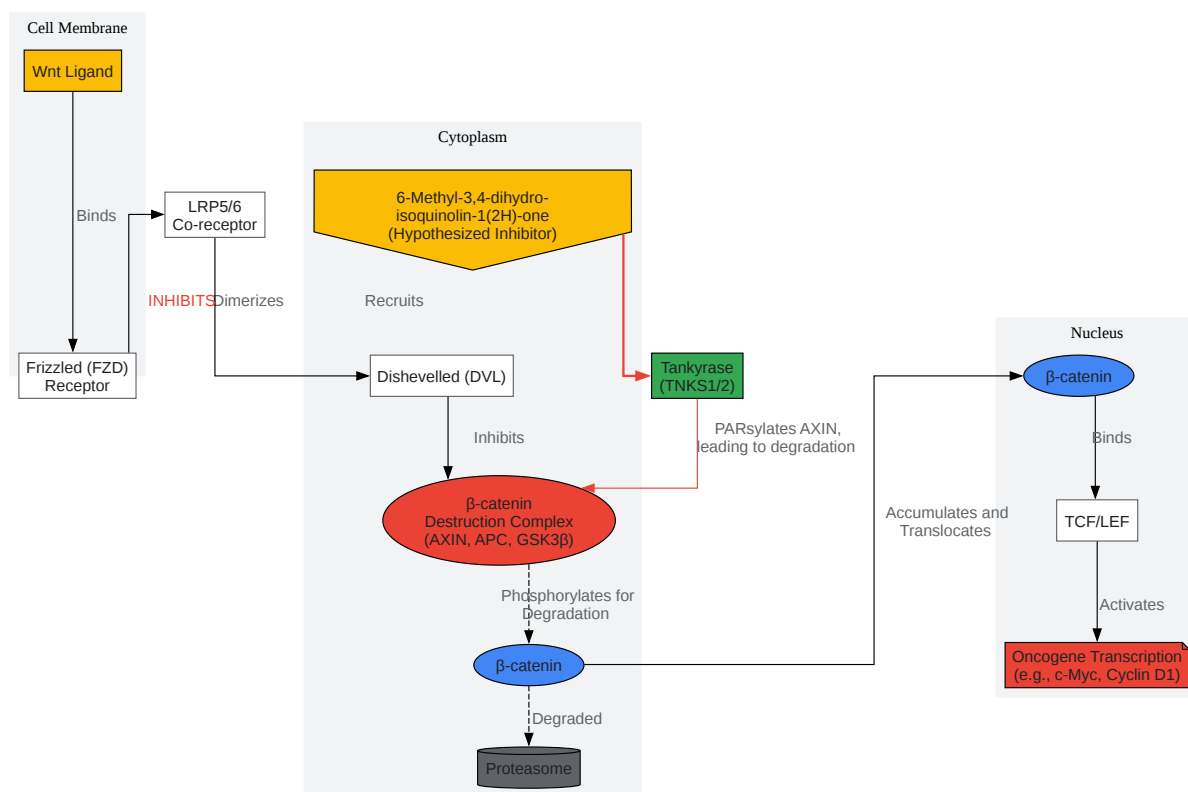 Cell Membrane
Wnt Ligand
Binds
LRP5/6
Co-receptor
INHIBITS
Dimerizes
Frizzled (FZD)
Receptor
Cytoplasm
6-Methyl-3,4-dihydro-
isoquinolin-1(2H)-one
(Hypothesized Inhibitor)
Recruits
Dishevelled (DVL)
Tankyrase
(TNKS1/2)
Inhibits
PARsylates AXIN,
leading to degradation
β-catenin
Destruction Complex
(AXIN, APC, GSK3β)
Phosphorylates for
Degradation
β-catenin
Degraded
Proteasome
Accumulates and
Translocates
Nucleus
β-catenin
Binds
TCF/LEF
Activates
Oncogene Transcription
(e.g., c-Myc, Cyclin D1)